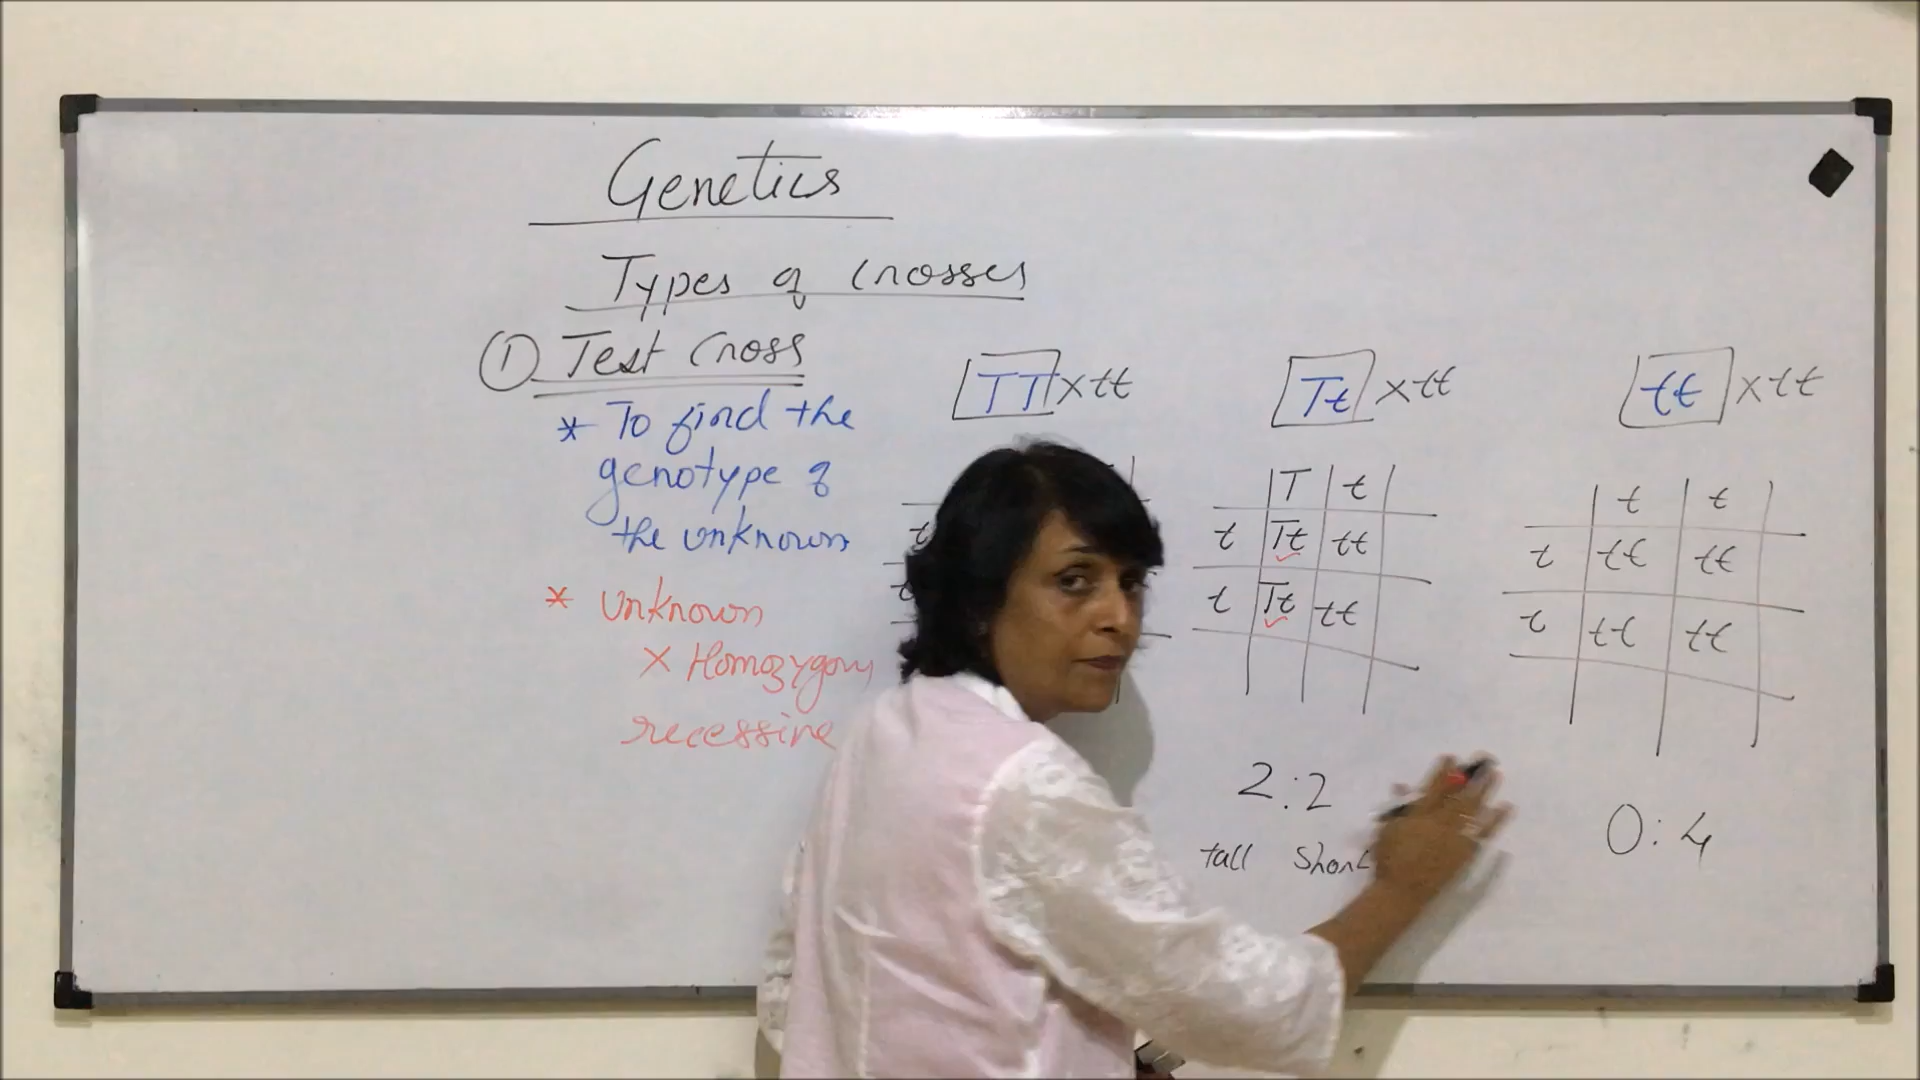 Genetics
Types of Crosses
① Test Cross
* To find the
genotype of
the unknown
* Unknown
X Homozygous
recessive
TT x tt
t
t
Tt x tt
T t
t Tt tt
t Tt tt
2:2
tall Short
tt x tt
t t
t tt tt
t tt tt
0:4